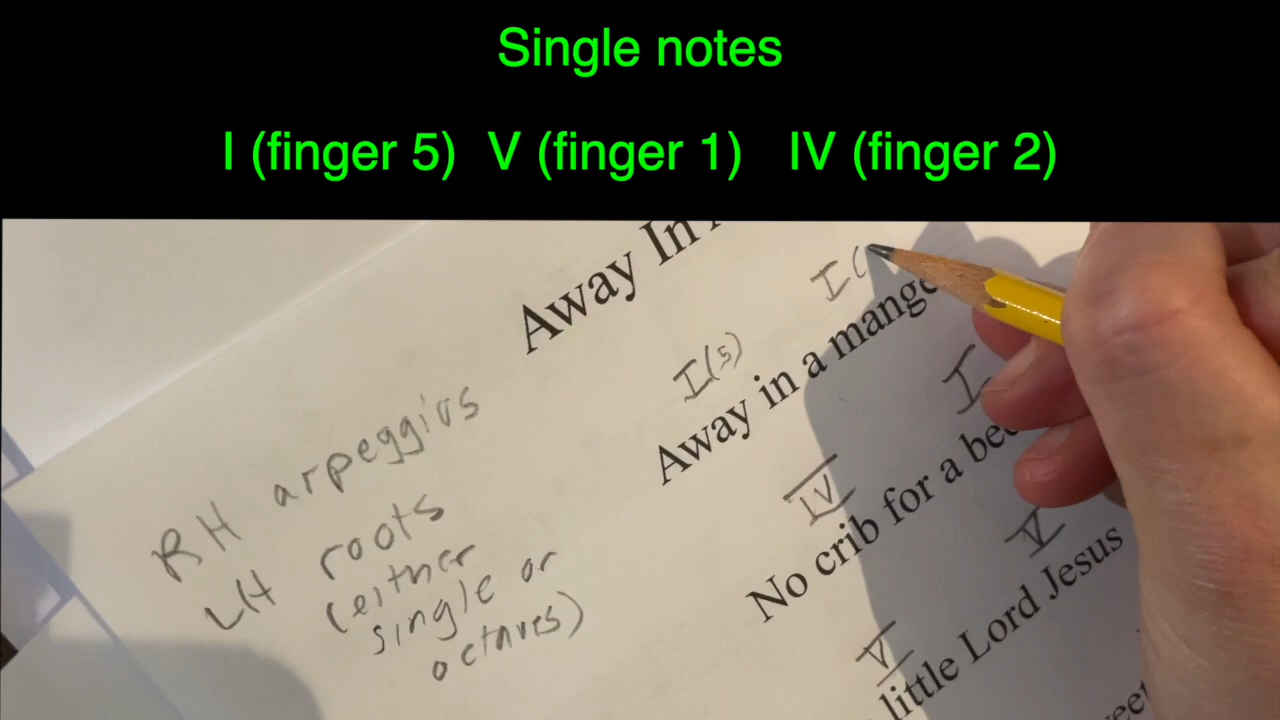 Single notes
I (finger 5) V (finger 1) IV (finger 2)
Away In
I(5) I(
Away in a mange
IV I
No crib for a be
V V
little Lord Jesus
RH arpeggios
LH roots
(either
single or
octaves)